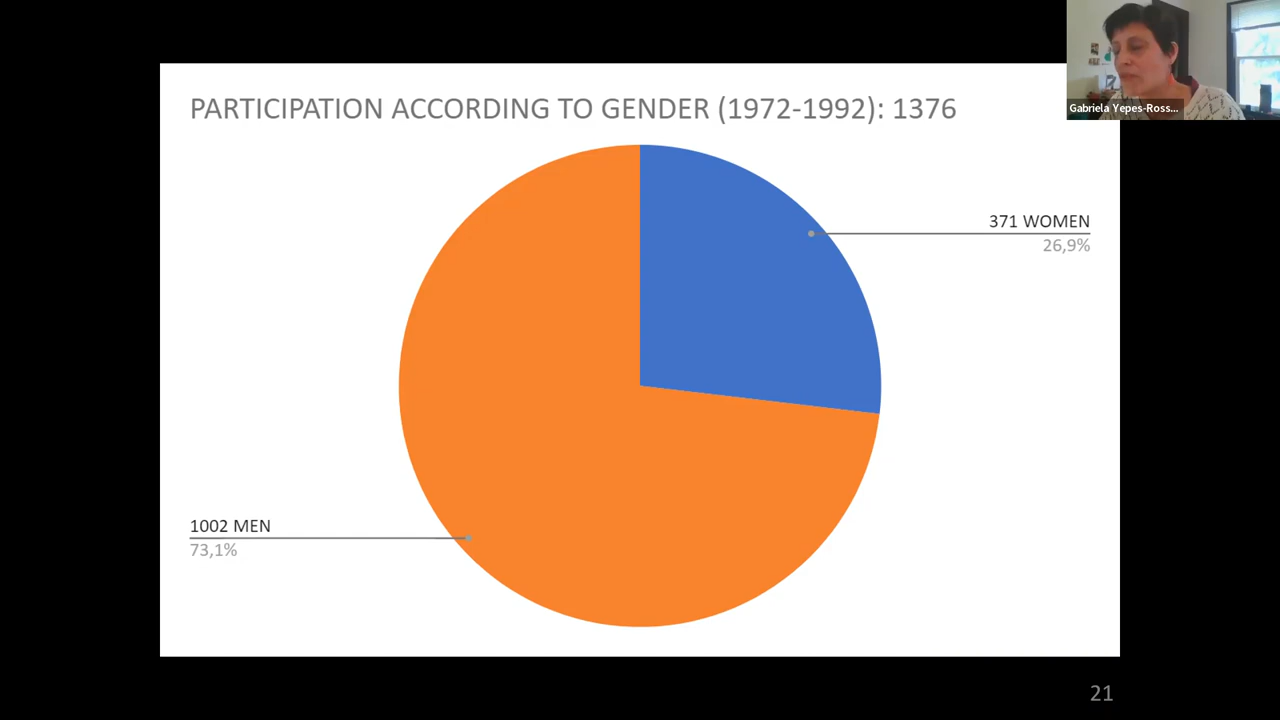 PARTICIPATION ACCORDING TO GENDER (1972-1992): 1376
Gabriela Yepes-Ross...
371 WOMEN
26,9%
1002 MEN
73,1%
21